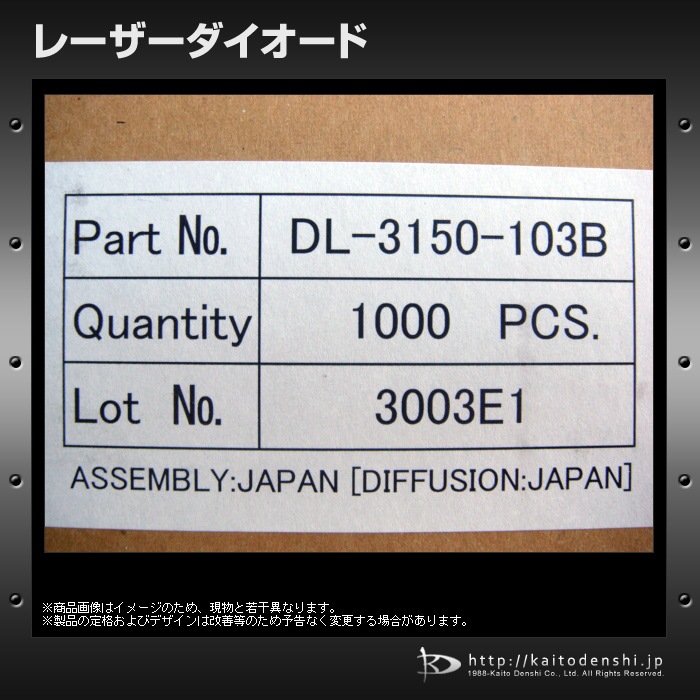 レーザーダイオード
Part No. DL-3150-103B
Quantity 1000 PCS.
Lot No. 3003E1
ASSEMBLY:JAPAN [DIFFUSION:JAPAN]
※商品画像はイメージのため、現物と若干異なります。
※製品の定格およびデザインは改善等のため予告なく変更する場合があります。
http://kaitodenshi.jp
1988-Kaito Denshi Co., Ltd. All Rights Reserved.